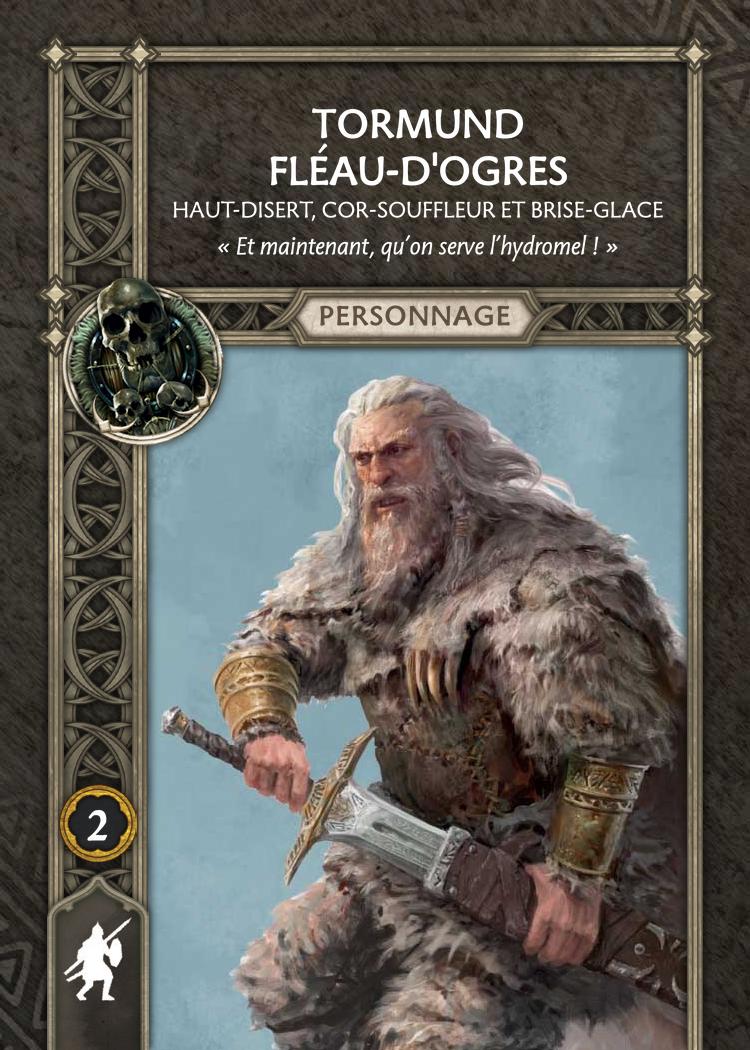 TORMUND
FLÉAU-D'OGRES
HAUT-DISERT, COR-SOUFFLEUR ET BRISE-GLACE
« Et maintenant, qu’on serve l’hydromel ! »
PERSONNAGE
2